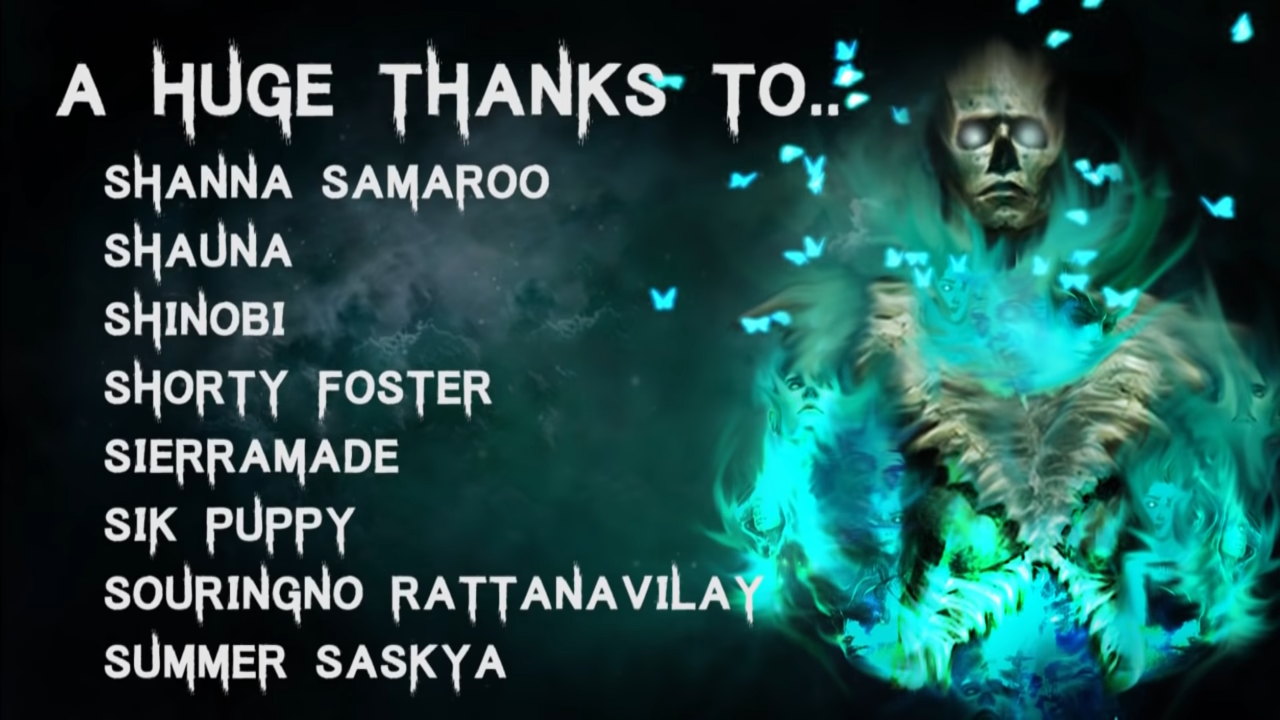 A HUGE THANKS TO..
SHANNA SAMAROO
SHAUNA
SHINOBI
SHORTY FOSTER
SIERRAMADE
SIK PUPPY
SOURINGNO RATTANAVILAY
SUMMER SASKYA